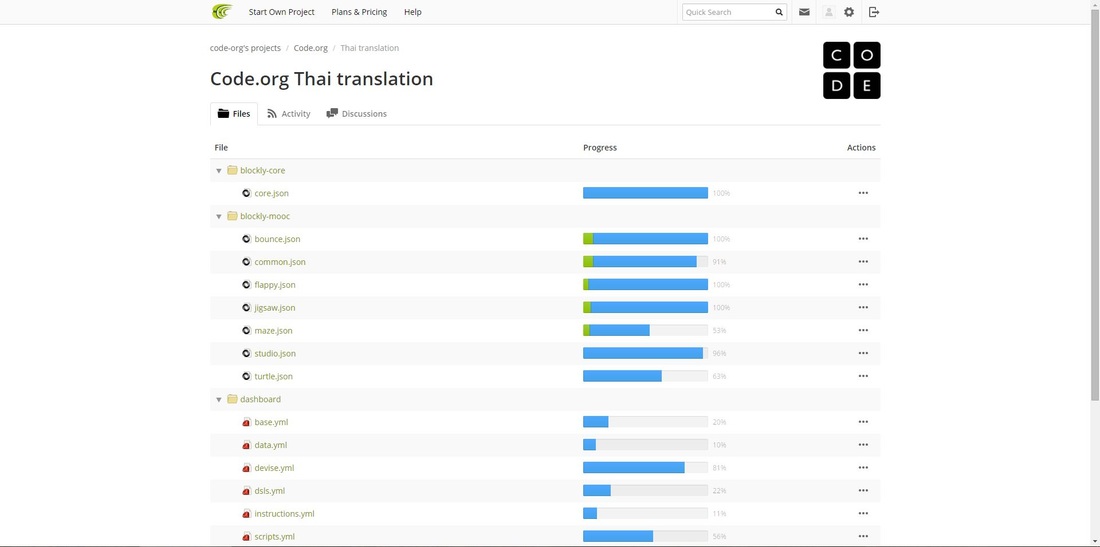 Start Own Project Plans & Pricing Help Quick Search
code-org's projects / Code.org / Thai translation
Code.org Thai translation
C O
D E
Files Activity Discussions
File Progress Actions
blockly-core
core.json 100%
blockly-mooc
bounce.json 100%
common.json 91%
flappy.json 100%
jigsaw.json 100%
maze.json 53%
studio.json 96%
turtle.json 63%
dashboard
base.yml 20%
data.yml 10%
devise.yml 81%
dsls.yml 22%
instructions.yml 11%
scripts.yml 56%